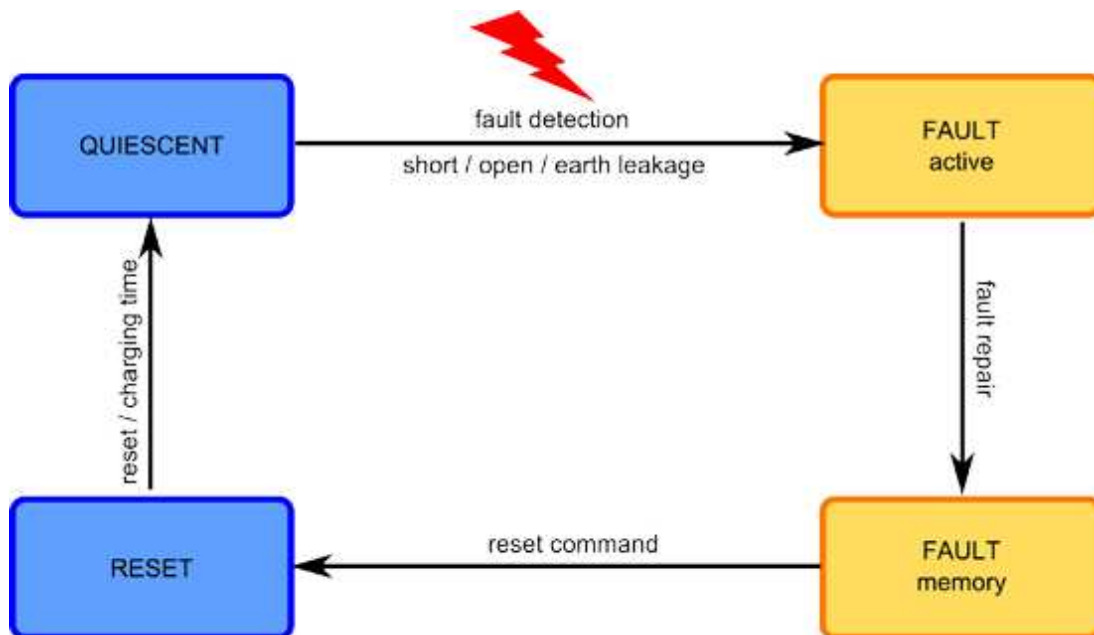 QUIESCENT
fault detection
short / open / earth leakage
FAULT
active
fault repair
FAULT
memory
reset command
RESET
reset / charging time